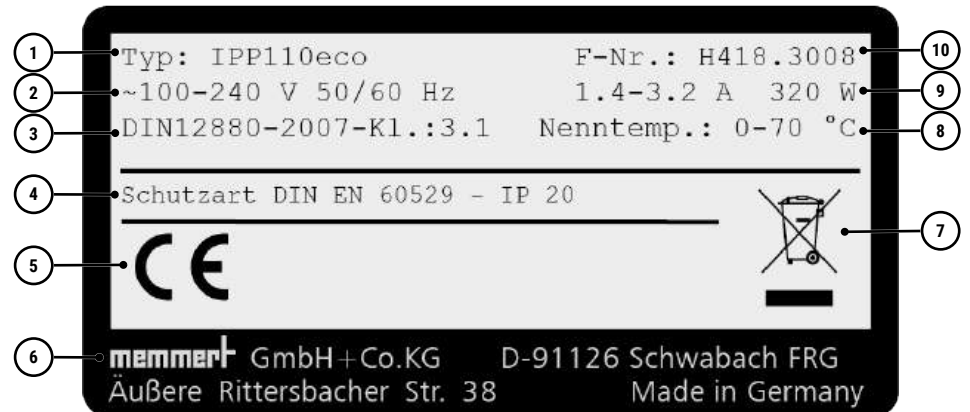 1 Typ: IPP110eco F-Nr.: H418.3008 10
2 ~100-240 V 50/60 Hz 1.4-3.2 A 320 W 9
3 DIN12880-2007-Kl.:3.1 Nenntemp.: 0-70 °C 8
4 Schutzart DIN EN 60529 - IP 20
5 CE 7
6 memmert GmbH+Co.KG D-91126 Schwabach FRG
Äußere Rittersbacher Str. 38 Made in Germany